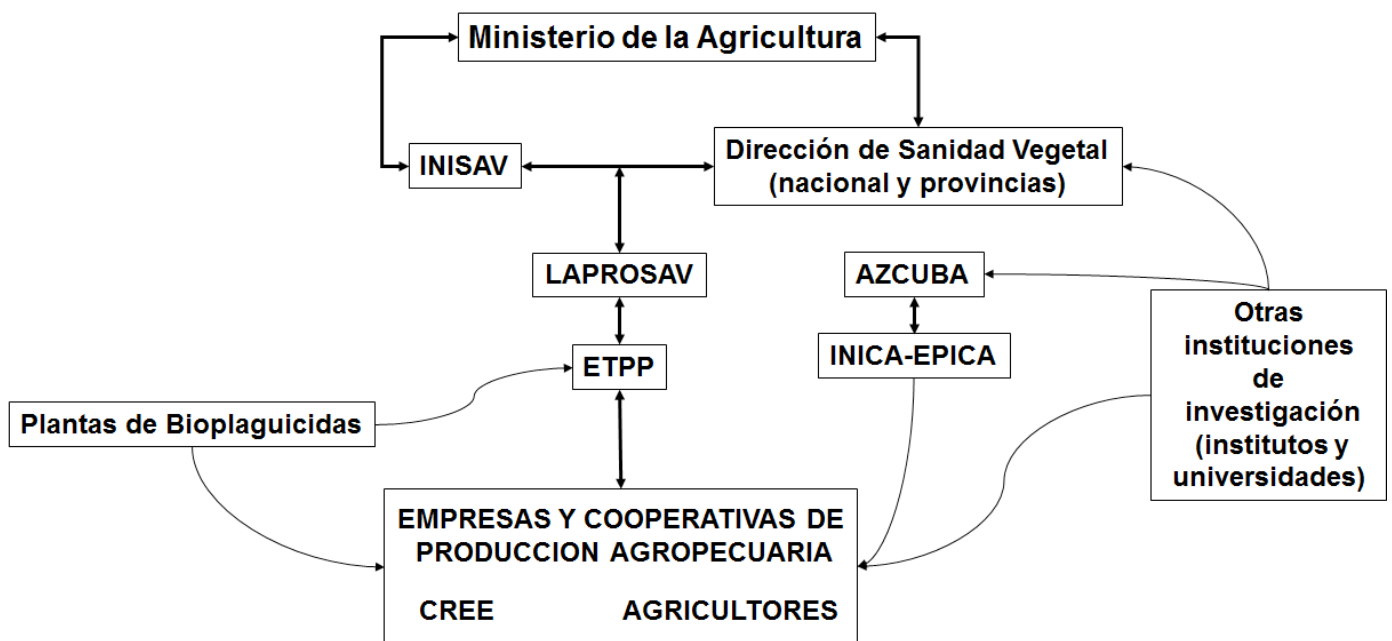 Ministerio de la Agricultura
INISAV
Dirección de Sanidad Vegetal
(nacional y provincias)
LAPROSAV
AZCUBA
ETPP
INICA-EPICA
Otras
instituciones
de
investigación
(institutos y
universidades)
Plantas de Bioplaguicidas
EMPRESAS Y COOPERATIVAS DE
PRODUCCION AGROPECUARIA
CREE AGRICULTORES